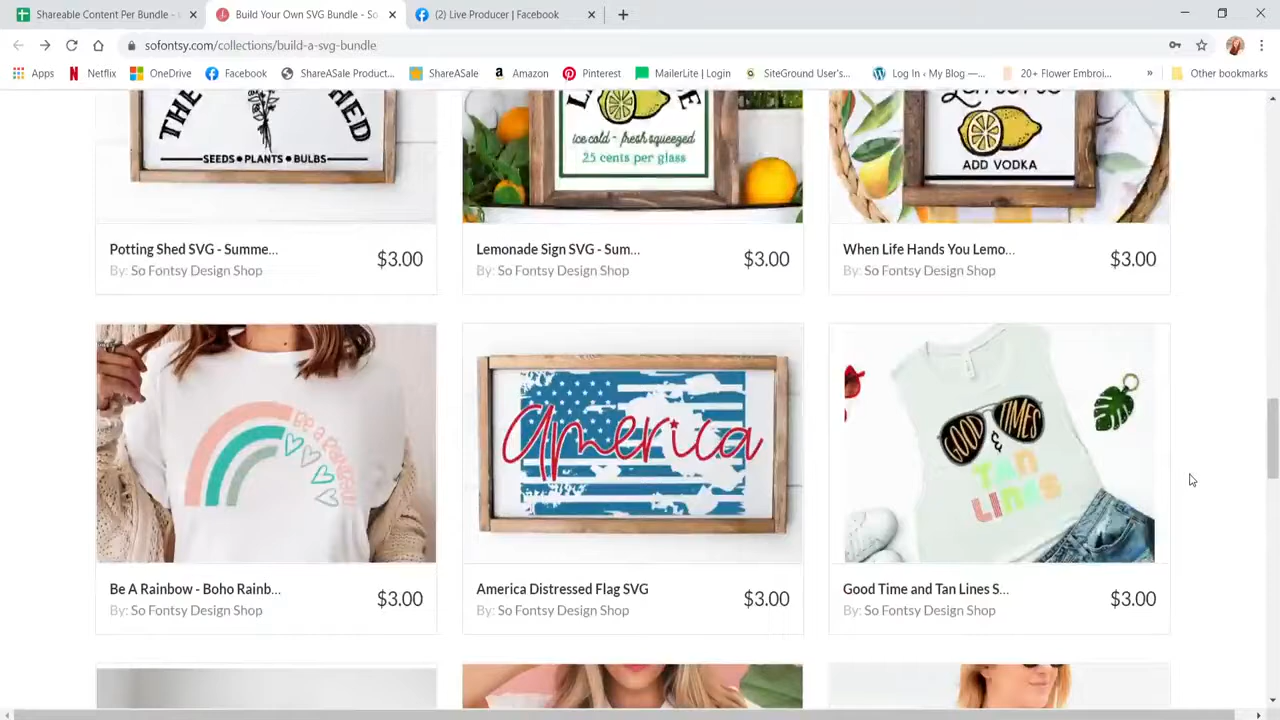 Shareable Content Per Bundle -
Build Your Own SVG Bundle - So
(2) Live Producer | Facebook
sofontsy.com/collections/build-a-svg-bundle
Apps
Netflix
OneDrive
Facebook
ShareASale Product...
ShareASale
Amazon
Pinterest
MailerLite | Login
SiteGround User's...
Log In ‹ My Blog —...
20+ Flower Embroi...
»
Other bookmarks
SEEDS • PLANTS • BULBS
ice cold - fresh squeezed
25 cents per glass
ADD VODKA
Potting Shed SVG - Summe...
By: So Fontsy Design Shop
$3.00
Lemonade Sign SVG - Sum...
By: So Fontsy Design Shop
$3.00
When Life Hands You Lemo...
By: So Fontsy Design Shop
$3.00
Be a Rainbow
America
GOOD TIMES
&
TAN
LINES
Be A Rainbow - Boho Rainb...
By: So Fontsy Design Shop
$3.00
America Distressed Flag SVG
By: So Fontsy Design Shop
$3.00
Good Time and Tan Lines S...
By: So Fontsy Design Shop
$3.00